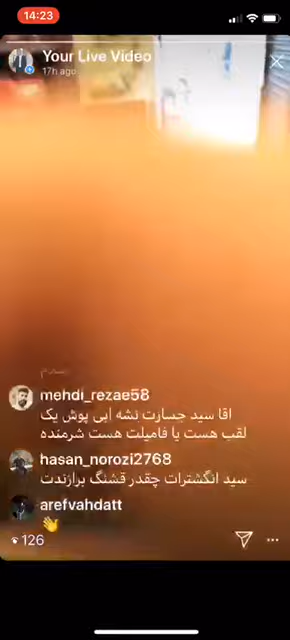 14:23
Your Live Video
17h ago
mehdi_rezae58
اقا سید جسارت نشه ابی پوش یک
لقب هست یا فامیلت هست شرمنده
hasan_norozi2768
سید انگشترات چقدر قشنگ برازندت
arefvahdatt
👋
126